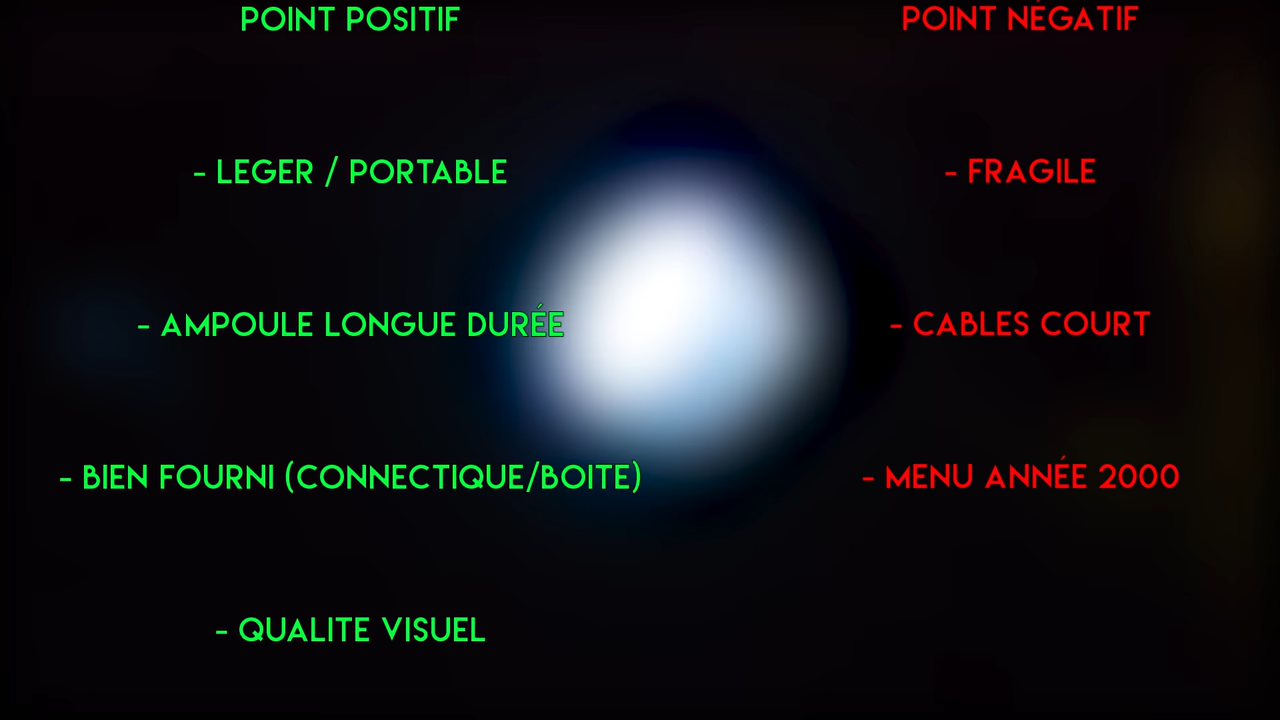 POINT POSITIF
- LEGER / PORTABLE
- AMPOULE LONGUE DURÉE
- BIEN FOURNI (CONNECTIQUE/BOITE)
- QUALITE VISUEL
POINT NÉGATIF
- FRAGILE
- CABLES COURT
- MENU ANNÉE 2000